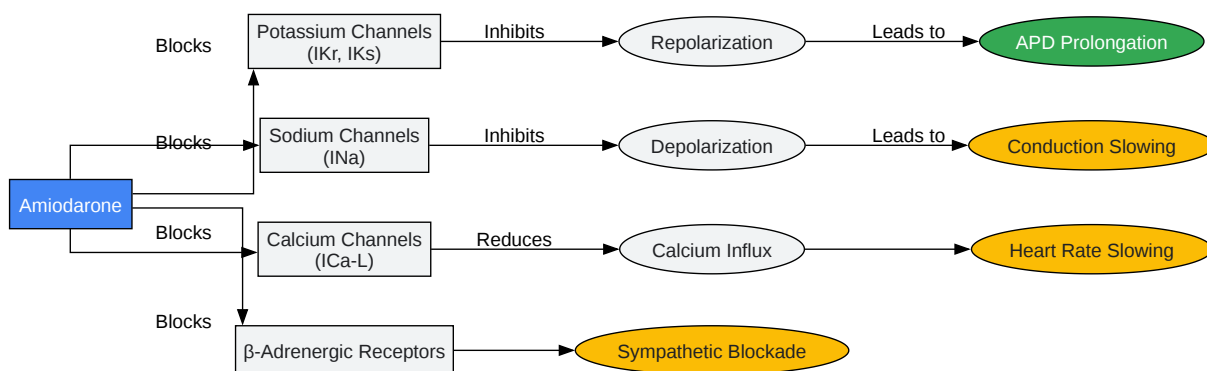 Blocks
Potassium Channels
(IKr, IKs)
Inhibits
Repolarization
Leads to
APD Prolongation
Blocks
Sodium Channels
(INa)
Inhibits
Depolarization
Leads to
Conduction Slowing
Amiodarone
Blocks
Calcium Channels
(ICa-L)
Reduces
Calcium Influx
Heart Rate Slowing
Blocks
β-Adrenergic Receptors
Sympathetic Blockade